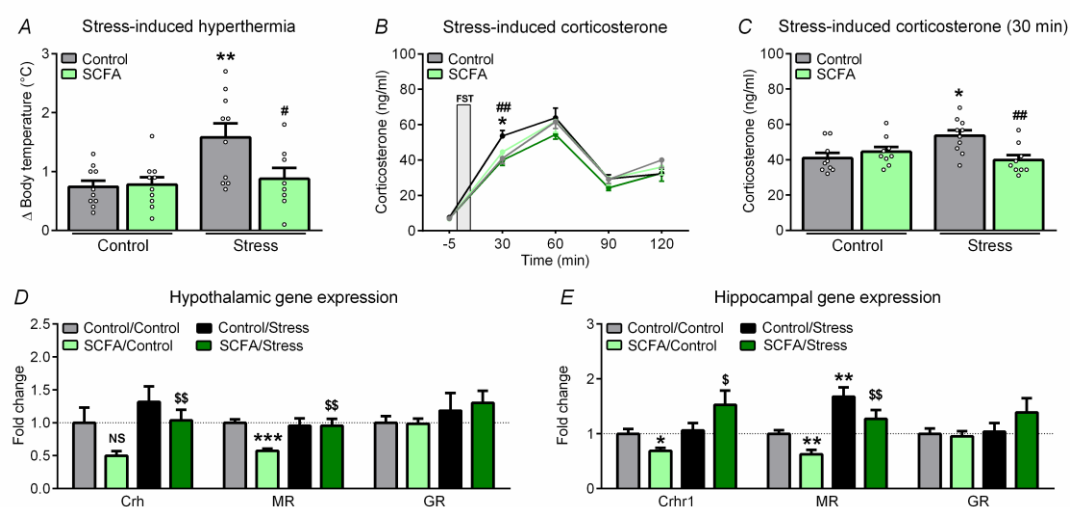 A Stress-induced hyperthermia
Control
SCFA
Δ Body temperature (°C)
3
2
1
0
**
#
Control Stress
B Stress-induced corticosterone
Control
SCFA
Corticosterone (ng/ml)
100
80
60
40
20
0
FST
##
*
-5 30 60 90 120
Time (min)
C Stress-induced corticosterone (30 min)
Control
SCFA
Corticosterone (ng/ml)
100
80
60
40
20
0
*
##
Control Stress
D Hypothalamic gene expression
Control/Control Control/Stress
SCFA/Control SCFA/Stress
Fold change
2.5
2.0
1.5
1.0
0.5
0.0
NS
$$
***
$$
Crh MR GR
E Hippocampal gene expression
Control/Control Control/Stress
SCFA/Control SCFA/Stress
Fold change
3
2
1
0
*
$
**
**
$$
Crhr1 MR GR